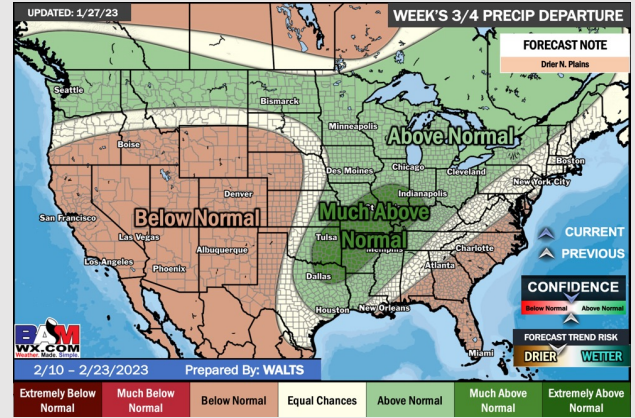 UPDATED: 1/27/23
WEEK'S 3/4 PRECIP DEPARTURE
FORECAST NOTE
Drier N. Plains
Seattle
Bismarck
Minneapolis
Above Normal
Boise
Boston
Des Moines
Chicago
Cleveland
New York City
Denver
Indianapolis
San Francisco
Below Normal
Much Above
Normal
Las Vegas
Tulsa
Memphis
Charlotte
CURRENT
PREVIOUS
Los Angeles
Albuquerque
Phoenix
Dallas
Atlanta
Houston
New Orleans
CONFIDENCE
Below Normal
Above Normal
FORECAST TREND RISK
DRIER
WETTER
Miami
BAM
WX.COM
Weather. Made. Simple.
2/10 – 2/23/2023
Prepared By: WALTS
Extremely Below Normal
Much Below Normal
Below Normal
Equal Chances
Above Normal
Much Above Normal
Extremely Above Normal